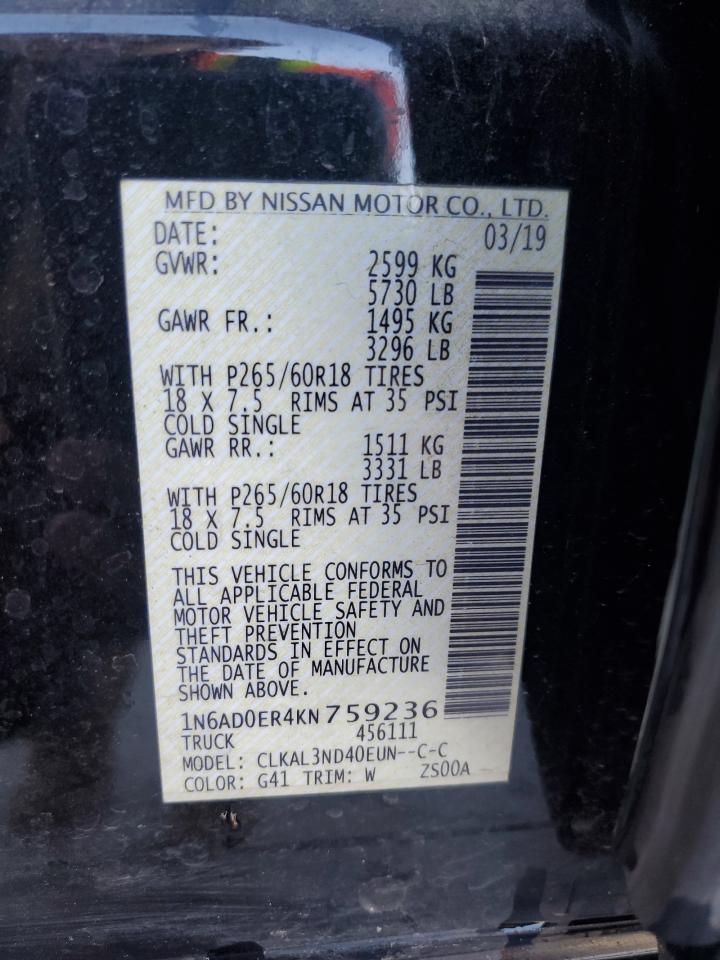 MFD BY NISSAN MOTOR CO., LTD.
DATE: 03/19
GVWR: 2599 KG
5730 LB
GAWR FR.: 1495 KG
3296 LB
WITH P265/60R18 TIRES
18 X 7.5 RIMS AT 35 PSI
COLD SINGLE
GAWR RR.: 1511 KG
3331 LB
WITH P265/60R18 TIRES
18 X 7.5 RIMS AT 35 PSI
COLD SINGLE
THIS VEHICLE CONFORMS TO
ALL APPLICABLE FEDERAL
MOTOR VEHICLE SAFETY AND
THEFT PREVENTION
STANDARDS IN EFFECT ON
THE DATE OF MANUFACTURE
SHOWN ABOVE.
1N6AD0ER4KN759236
TRUCK 456111
MODEL: CLKAL3ND40EUN--C-C
COLOR: G41 TRIM: W ZS00A